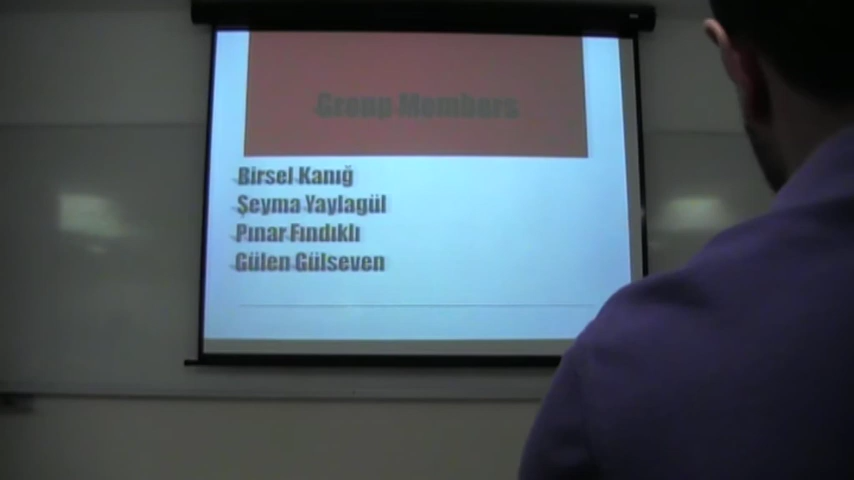 Group Members
Birsel Kanığ
Şeyma Yaylagül
Pınar Fındıklı
Gülen Gülseven